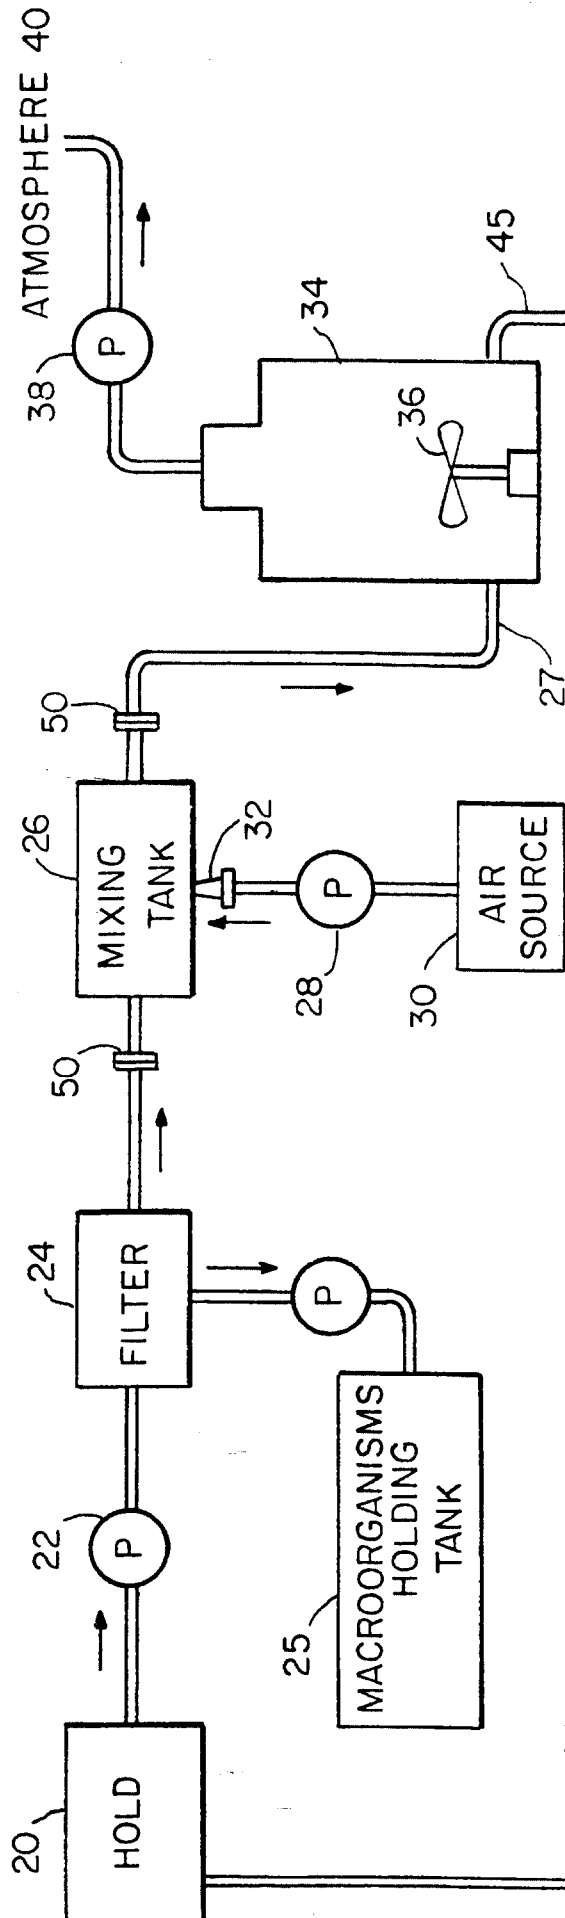 20
HOLD
22
P
24
FILTER
P
25
MACROORGANISMS
HOLDING
TANK
50
26
MIXING
TANK
32
P
28
30
AIR
SOURCE
50
27
34
36
38
P
ATMOSPHERE 40
45